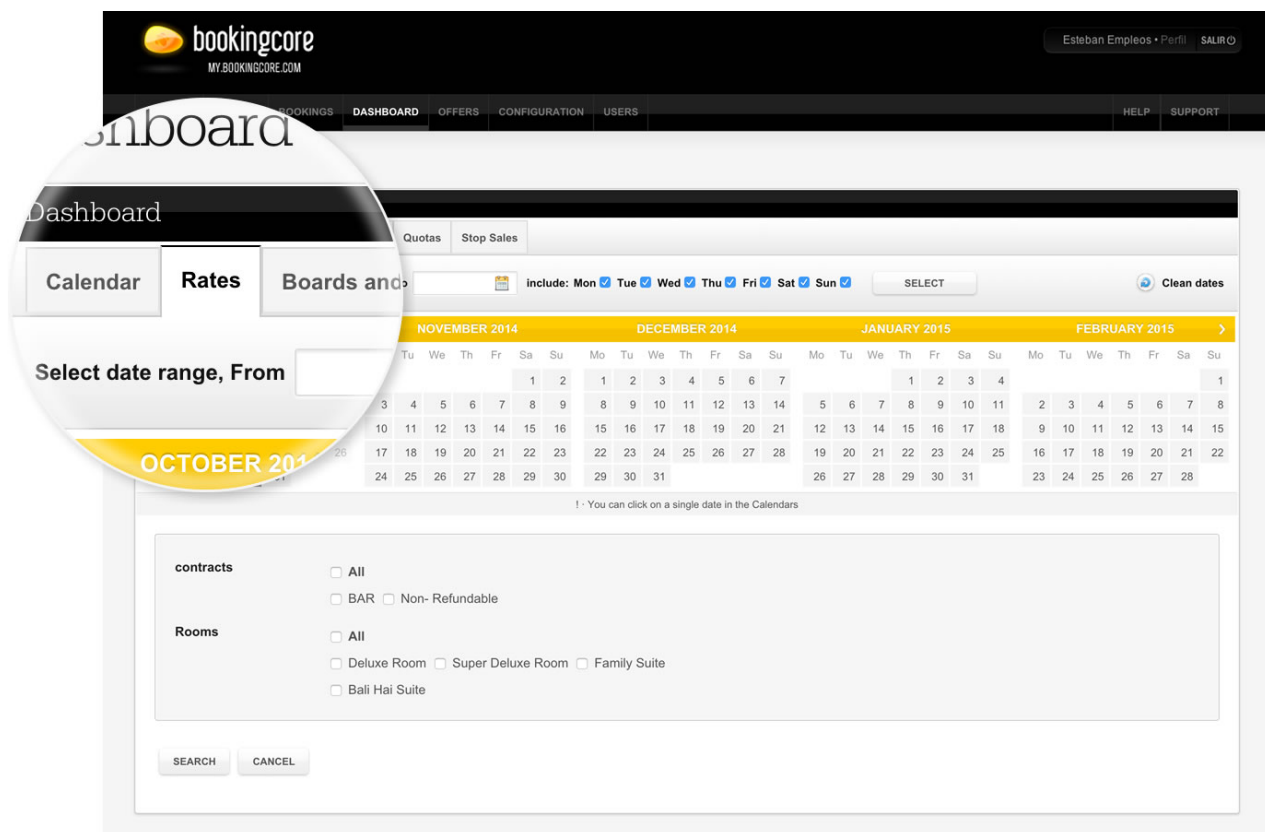 bookingcore
MY.BOOKINGCORE.COM
Esteban Empleos • Perfil SALIR
BOOKINGS DASHBOARD OFFERS CONFIGURATION USERS HELP SUPPORT
Dashboard
Calendar Rates Boards and Quotas Stop Sales
Select date range, From include: Mon Tue Wed Thu Fri Sat Sun SELECT Clean dates
OCTOBER 201 NOVEMBER 2014 DECEMBER 2014 JANUARY 2015 FEBRUARY 2015
Tu We Th Fr Sa Su Mo Tu We Th Fr Sa Su Mo Tu We Th Fr Sa Su Mo Tu We Th Fr Sa Su
1 2 1 2 3 4 5 6 7 1 2 3 4 1
3 4 5 6 7 8 9 8 9 10 11 12 13 14 5 6 7 8 9 10 11 2 3 4 5 6 7 8
10 11 12 13 14 15 16 15 16 17 18 19 20 21 12 13 14 15 16 17 18 9 10 11 12 13 14 15
26 17 18 19 20 21 22 23 22 23 24 25 26 27 28 19 20 21 22 23 24 25 16 17 18 19 20 21 22
24 25 26 27 28 29 30 29 30 31 26 27 28 29 30 31 23 24 25 26 27 28
! · You can click on a single date in the Calendars
contracts
All
BAR Non- Refundable
Rooms
All
Deluxe Room Super Deluxe Room Family Suite
Bali Hai Suite
SEARCH CANCEL